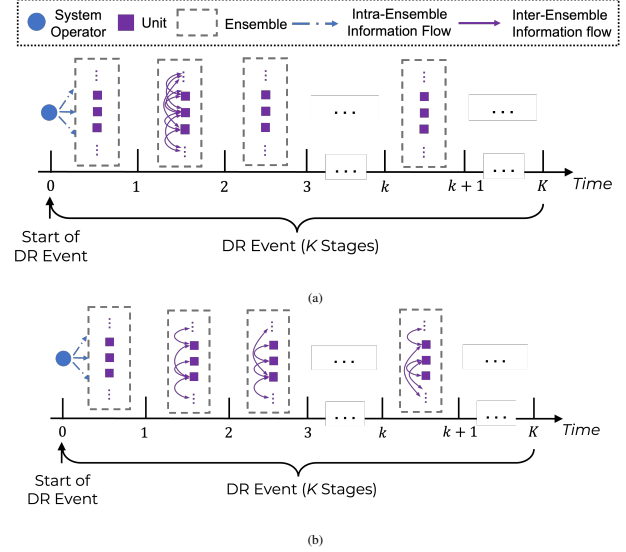 System Operator
Unit
Ensemble
Intra-Ensemble Information Flow
Inter-Ensemble Information flow
...
...
0 1 2 3 ... k k + 1 ... K Time
Start of DR Event
DR Event (K Stages)
(a)
...
...
0 1 2 3 ... k k + 1 ... K Time
Start of DR Event
DR Event (K Stages)
(b)